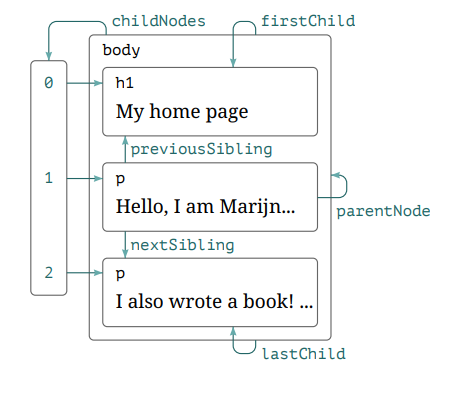 childNodes firstChild
body
0 h1
My home page
previousSibling
1 p
Hello, I am Marijn...
parentNode
nextSibling
2 p
I also wrote a book! ...
lastChild